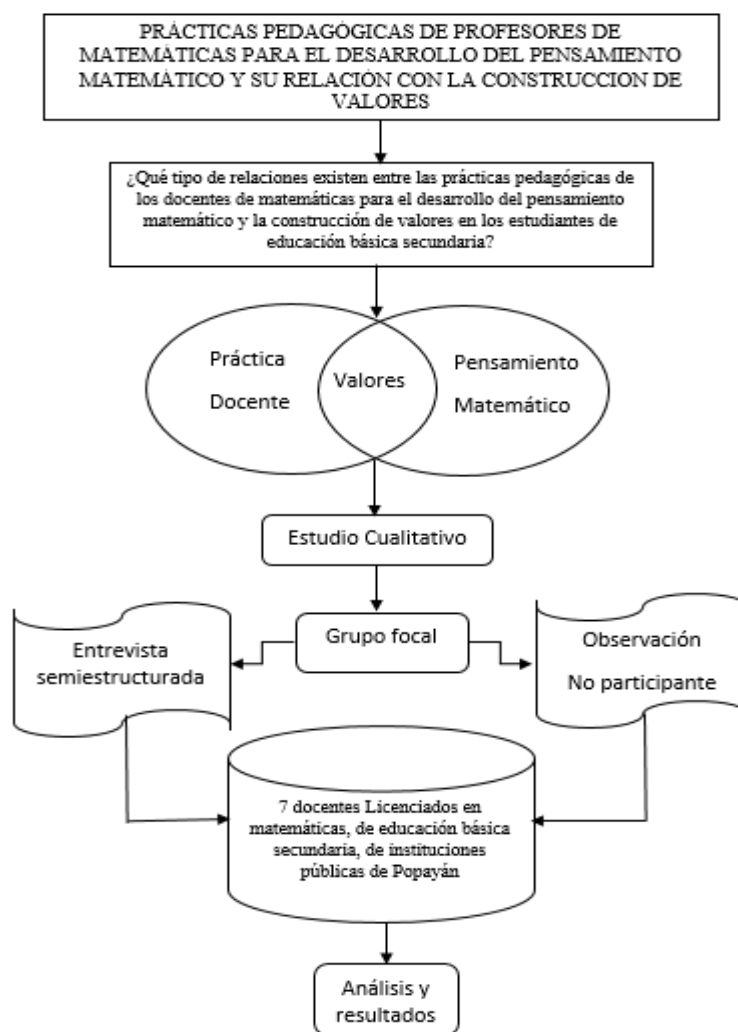 PRÁCTICAS PEDAGÓGICAS DE PROFESORES DE
MATEMÁTICAS PARA EL DESARROLLO DEL PENSAMIENTO
MATEMÁTICO Y SU RELACIÓN CON LA CONSTRUCCION DE
VALORES
¿Qué tipo de relaciones existen entre las prácticas pedagógicas de
los docentes de matemáticas para el desarrollo del pensamiento
matemático y la construcción de valores en los estudiantes de
educación básica secundaria?
Práctica
Docente
Valores
Pensamiento
Matemático
Estudio Cualitativo
Grupo focal
Entrevista
semiestructurada
Observación
No participante
7 docentes Licenciados en
matemáticas, de educación básica
secundaria, de instituciones
públicas de Popayán
Análisis y
resultados